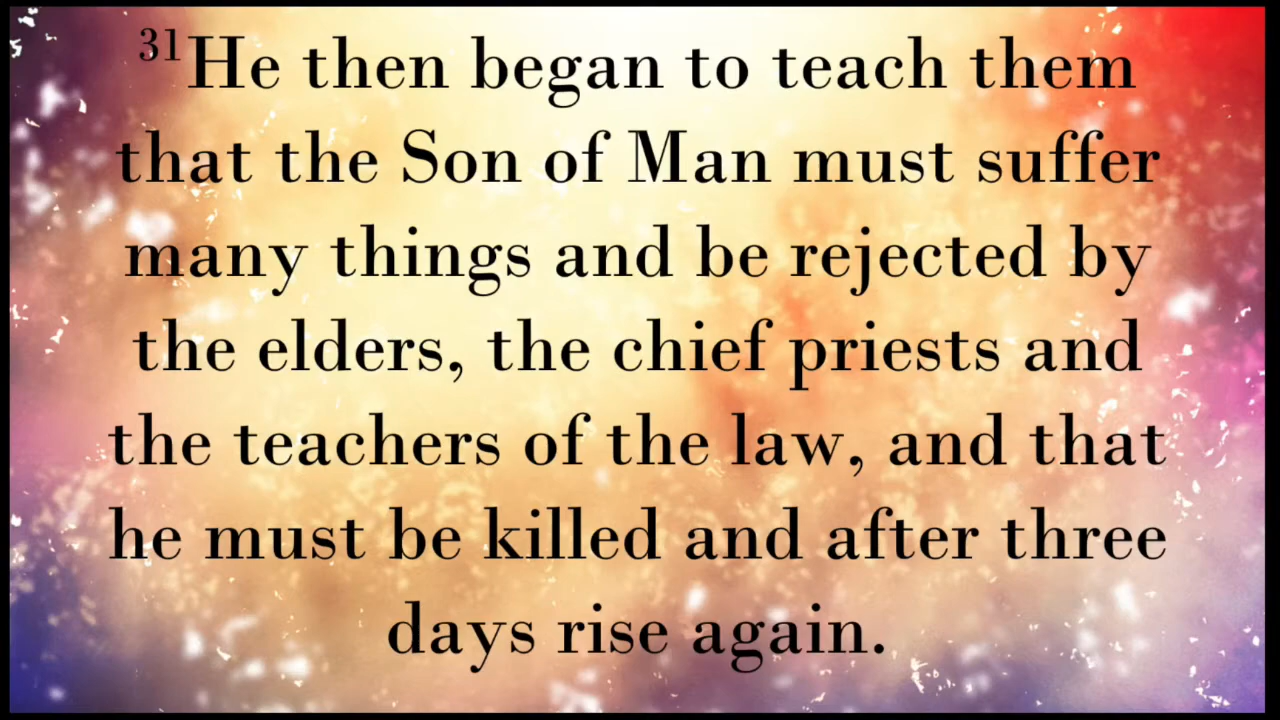 31He then began to teach them
that the Son of Man must suffer
many things and be rejected by
the elders, the chief priests and
the teachers of the law, and that
he must be killed and after three
days rise again.